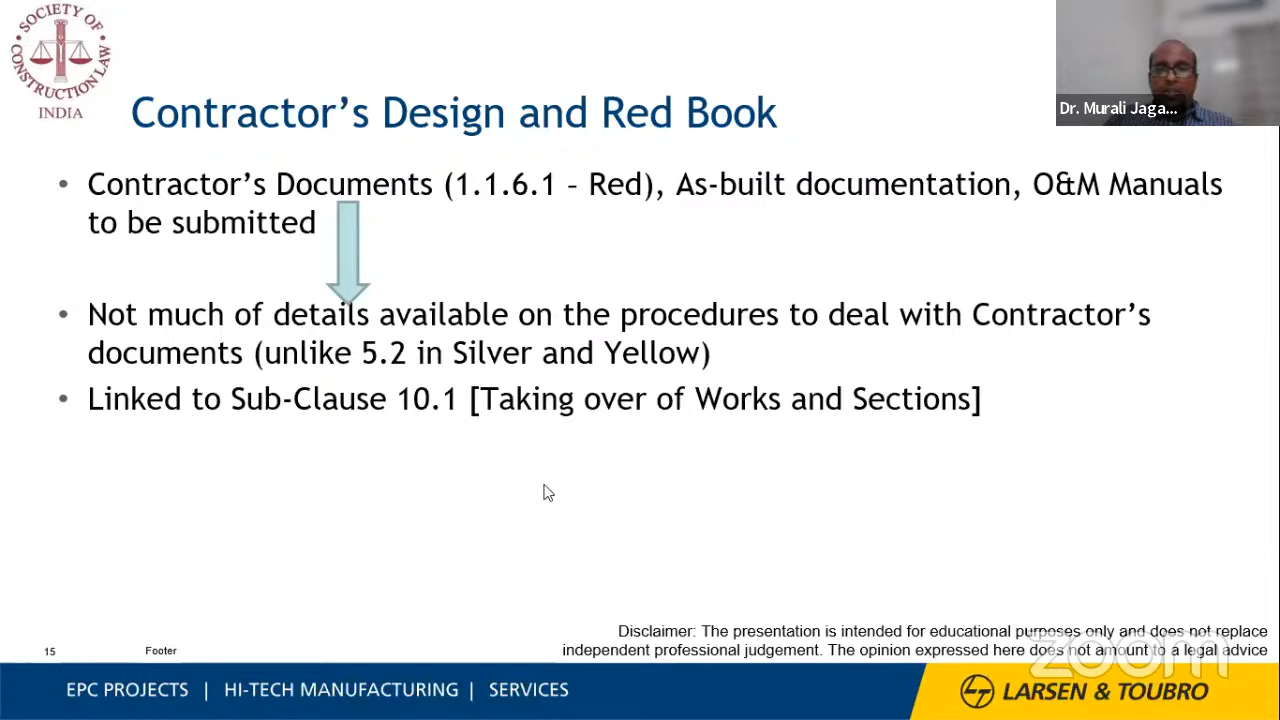 SOCIETY OF
CONSTRUCTION LAW
INDIA
Dr. Murali Jaga...
Contractor's Design and Red Book
• Contractor's Documents (1.1.6.1 – Red), As-built documentation, O&M Manuals
to be submitted
• Not much of details available on the procedures to deal with Contractor's
documents (unlike 5.2 in Silver and Yellow)
• Linked to Sub-Clause 10.1 [Taking over of Works and Sections]
Disclaimer: The presentation is intended for educational purposes only and does not replace
independent professional judgement. The opinion expressed here does not amount to a legal advice
zoom
15 Footer
EPC PROJECTS | HI-TECH MANUFACTURING | SERVICES
LARSEN & TOUBRO